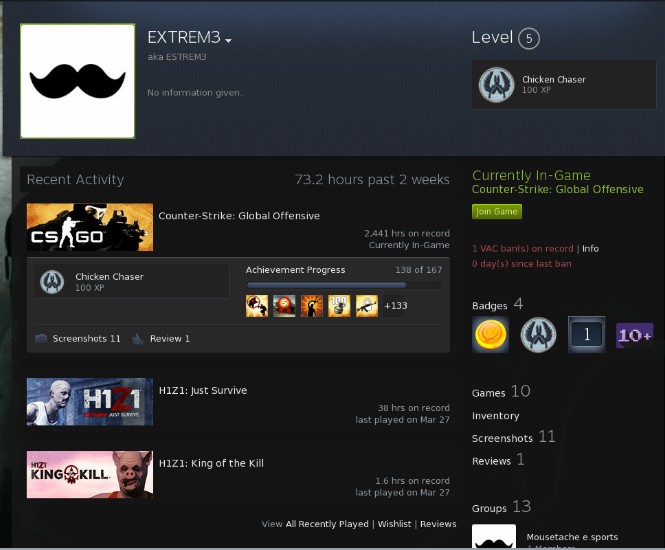 EXTREM3
aka ESTREM3
No information given.
Level 5
Chicken Chaser
100 XP
Recent Activity
73.2 hours past 2 weeks
CS GO
Counter-Strike: Global Offensive
2,441 hrs on record
Currently In-Game
Chicken Chaser
100 XP
Achievement Progress
138 of 167
5
100
+133
Screenshots 11
Review 1
H1Z1
JUST SURVIVE
H1Z1: Just Survive
38 hrs on record
last played on Mar 27
H1Z1
KING OF THE KILL
H1Z1: King of the Kill
1.6 hrs on record
last played on Mar 27
View All Recently Played | Wishlist | Reviews
Currently In-Game
Counter-Strike: Global Offensive
Join Game
1 VAC ban(s) on record | Info
0 day(s) since last ban
Badges 4
1
10+
Games 10
Inventory
Screenshots 11
Reviews 1
Groups 13
Mousetache e.sports